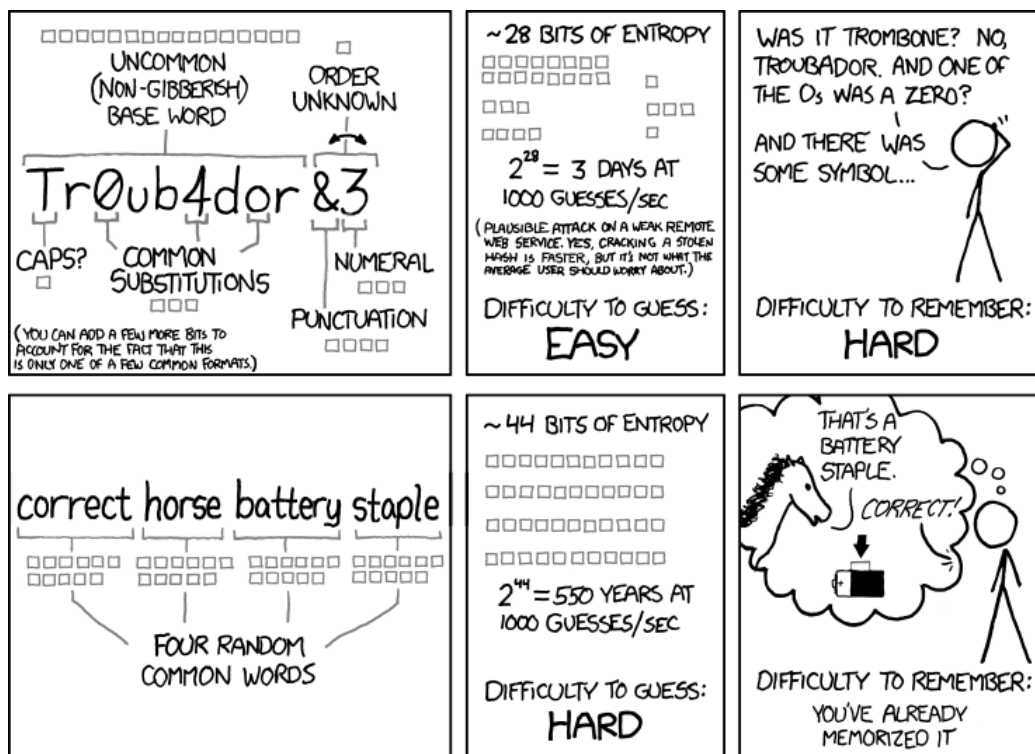 UNCOMMON
(NON-GIBBERISH)
BASE WORD
ORDER
UNKNOWN
Tr0ub4dor &3
CAPS?
COMMON
SUBSTITUTIONS
NUMERAL
PUNCTUATION
(YOU CAN ADD A FEW MORE BITS TO
ACCOUNT FOR THE FACT THAT THIS
IS ONLY ONE OF A FEW COMMON FORMATS.)
~28 BITS OF ENTROPY
2^28 = 3 DAYS AT
1000 GUESSES/SEC
(PLAUSIBLE ATTACK ON A WEAK REMOTE
WEB SERVICE. YES, CRACKING A STOLEN
HASH IS FASTER, BUT IT'S NOT WHAT THE
AVERAGE USER SHOULD WORRY ABOUT.)
DIFFICULTY TO GUESS:
EASY
WAS IT TROMBONE? NO,
TROUBADOR. AND ONE OF
THE Os WAS A ZERO?
AND THERE WAS
SOME SYMBOL...
DIFFICULTY TO REMEMBER:
HARD
correct horse battery staple
FOUR RANDOM
COMMON WORDS
~44 BITS OF ENTROPY
2^44 = 550 YEARS AT
1000 GUESSES/SEC
DIFFICULTY TO GUESS:
HARD
THAT'S A
BATTERY
STAPLE.
CORRECT!
DIFFICULTY TO REMEMBER:
YOU'VE ALREADY
MEMORIZED IT